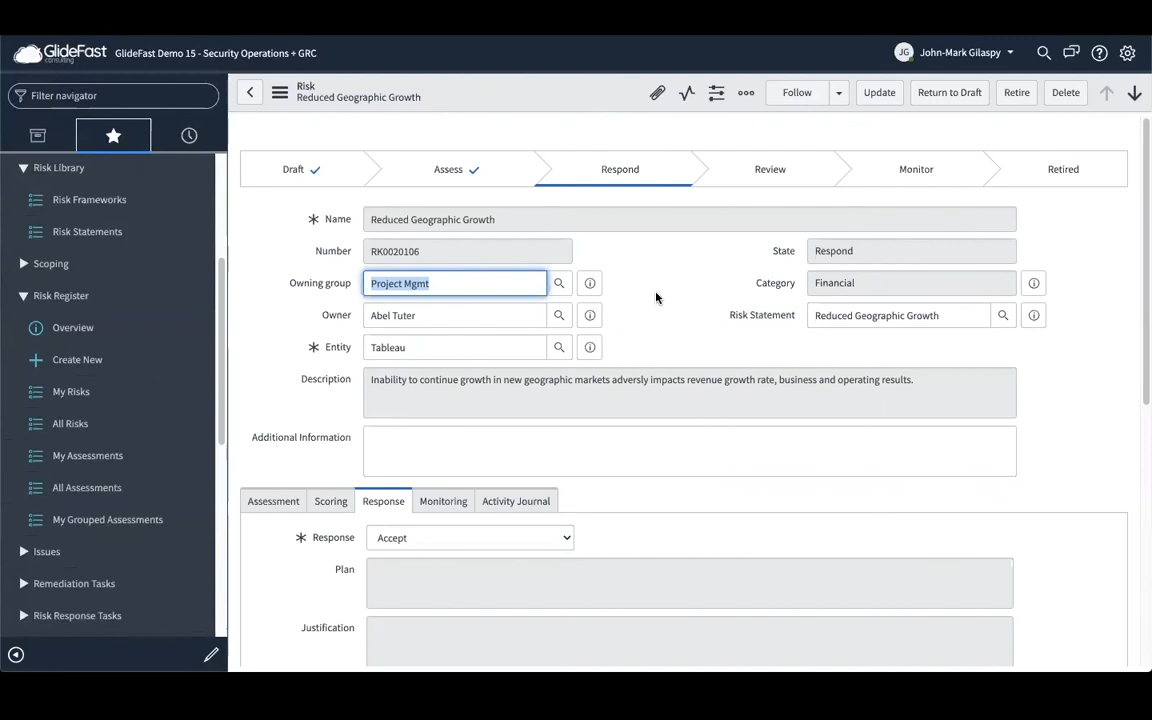 GlideFast
consulting
GlideFast Demo 15 - Security Operations + GRC
JG John-Mark Gilaspy
Filter navigator
Risk Library
Risk Frameworks
Risk Statements
Scoping
Risk Register
Overview
Create New
My Risks
All Risks
My Assessments
All Assessments
My Grouped Assessments
Issues
Remediation Tasks
Risk Response Tasks
Risk
Reduced Geographic Growth
Follow
Update
Return to Draft
Retire
Delete
Draft
Assess
Respond
Review
Monitor
Retired
Name Reduced Geographic Growth
Number RK0020106
State Respond
Owning group Project Mgmt
Category Financial
Owner Abel Tuter
Risk Statement Reduced Geographic Growth
Entity Tableau
Description Inability to continue growth in new geographic markets adversly impacts revenue growth rate, business and operating results.
Additional Information
Assessment Scoring Response Monitoring Activity Journal
Response Accept
Plan
Justification